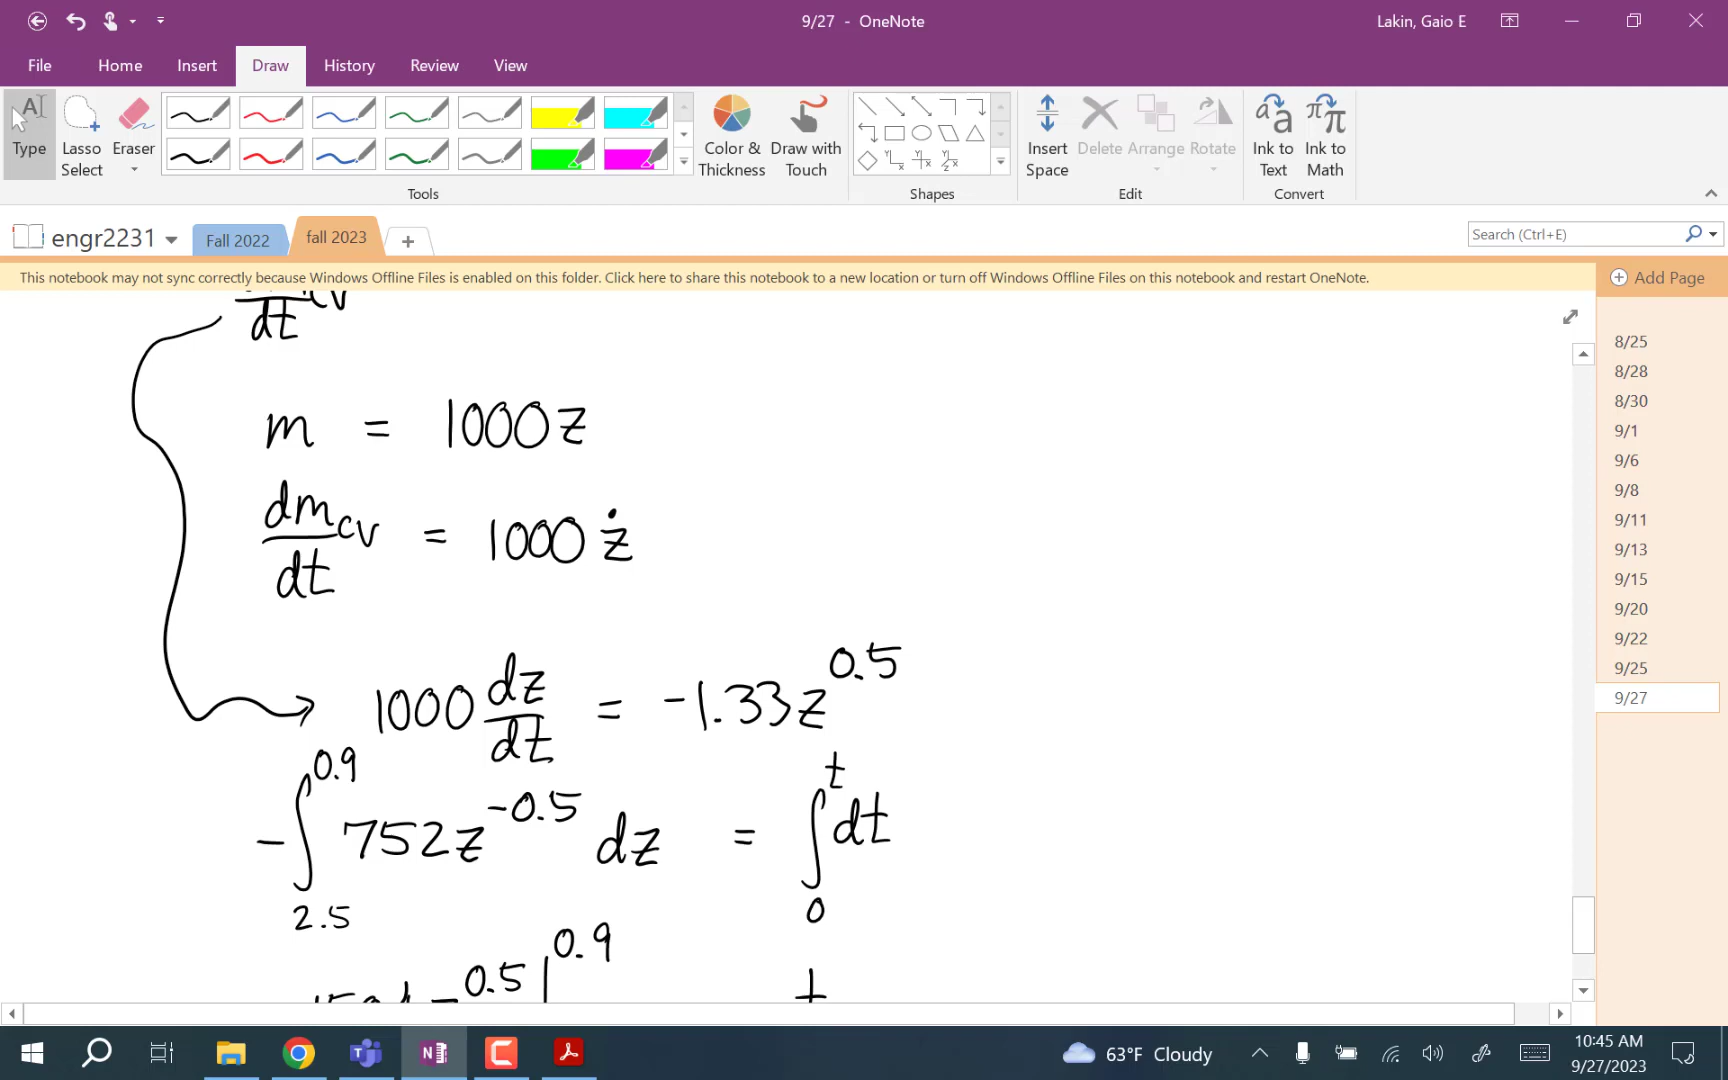 9/27 - OneNote
Lakin, Gaio E
File Home Insert Draw History Review View
Type
Lasso Select
Eraser
Color & Thickness
Draw with Touch
Insert Space
Delete
Arrange
Rotate
Ink to Text
Ink to Math
Tools
Shapes
Edit
Convert
engr2231
Fall 2022
fall 2023
Search (Ctrl+E)
This notebook may not sync correctly because Windows Offline Files is enabled on this folder. Click here to share this notebook to a new location or turn off Windows Offline Files on this notebook and restart OneNote.
Add Page
8/25
8/28
8/30
9/1
9/6
9/8
9/11
9/13
9/15
9/20
9/22
9/25
9/27
cv
dt
m = 1000z
dm_cv/dt = 1000ż
1000 dz/dt = -1.33z^0.5
-∫_2.5^0.9 752z^-0.5 dz = ∫_0^t dt
0.5 |^0.9 t
63°F Cloudy
10:45 AM
9/27/2023